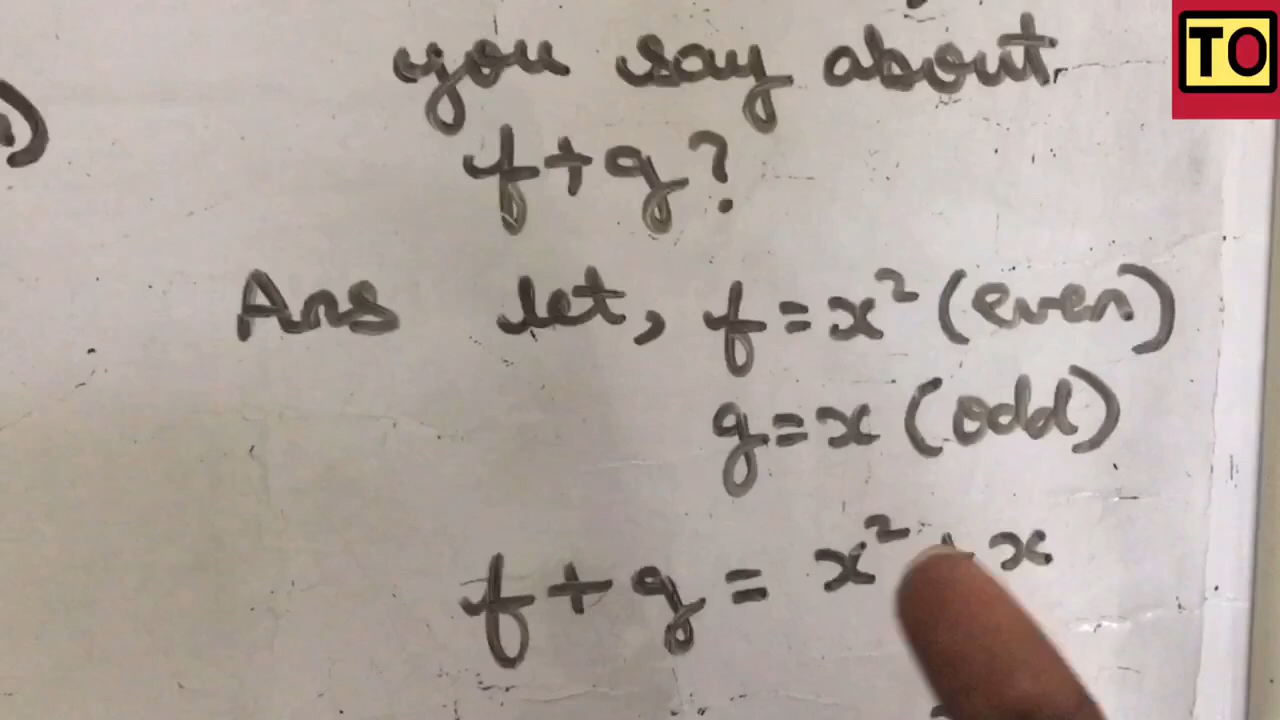 TO
you say about
f+g?
Ans let, f=x² (even)
g=x (odd)
f+g = x² + x